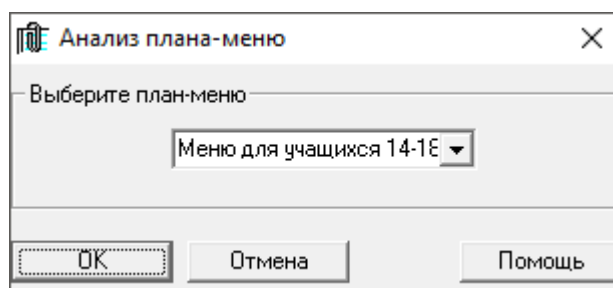 Анализ плана-меню
Выберите план-меню
Меню для учащихся 14-18
OK
Отмена
Помощь